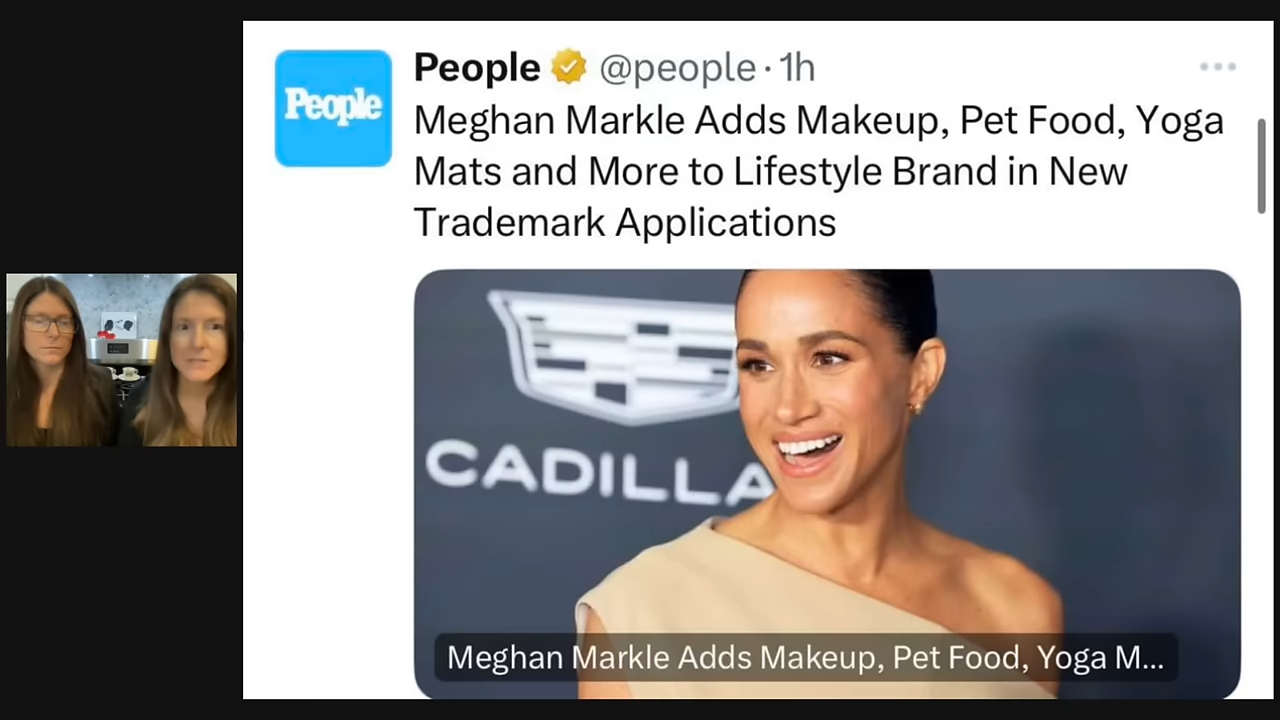 People @people · 1h
People
Meghan Markle Adds Makeup, Pet Food, Yoga
Mats and More to Lifestyle Brand in New
Trademark Applications
CADILLA
Meghan Markle Adds Makeup, Pet Food, Yoga M...